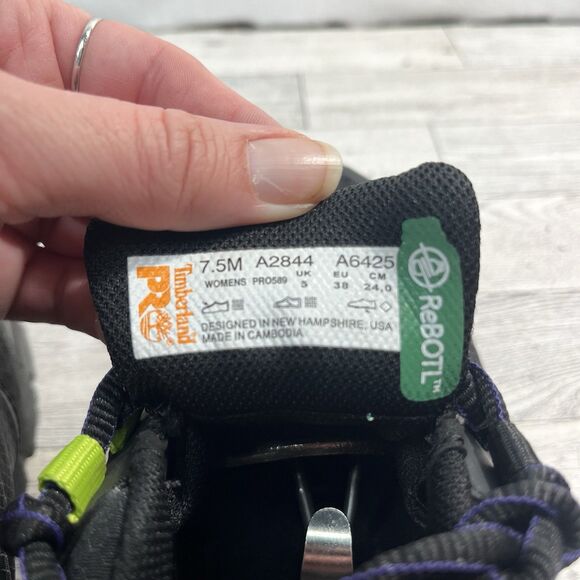 Timberland
PRO
7.5M A2844 A6425
WOMENS PRO589 UK EU CM
5 38 24,0
DESIGNED IN NEW HAMPSHIRE, USA
MADE IN CAMBODIA
ReBOTL™